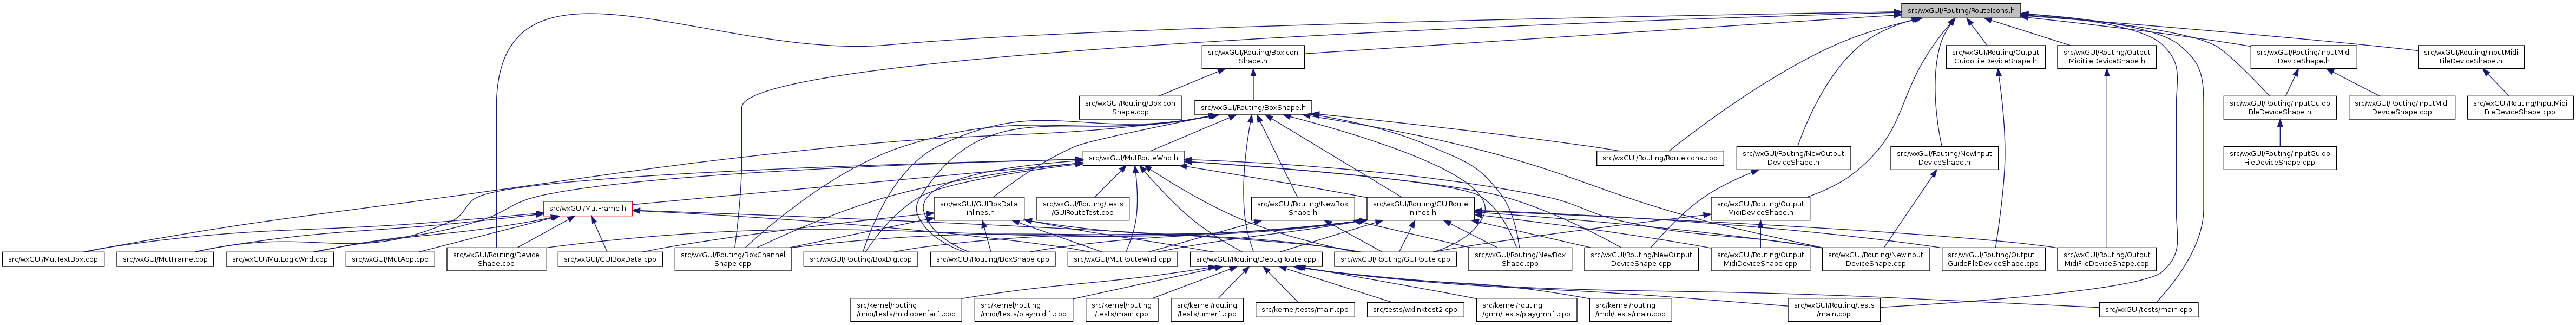 src/wxGUI/Routing/RouteIcons.h
src/wxGUI/Routing/BoxIcon
Shape.h
src/wxGUI/Routing/Output
GuidoFileDeviceShape.h
src/wxGUI/Routing/Output
MidiFileDeviceShape.h
src/wxGUI/Routing/InputMidi
DeviceShape.h
src/wxGUI/Routing/InputMidi
FileDeviceShape.h
src/wxGUI/Routing/BoxIcon
Shape.cpp
src/wxGUI/Routing/BoxShape.h
src/wxGUI/Routing/InputGuido
FileDeviceShape.h
src/wxGUI/Routing/InputMidi
DeviceShape.cpp
src/wxGUI/Routing/InputMidi
FileDeviceShape.cpp
src/wxGUI/MutRouteWnd.h
src/wxGUI/Routing/RouteIcons.cpp
src/wxGUI/Routing/NewOutput
DeviceShape.h
src/wxGUI/Routing/NewInput
DeviceShape.h
src/wxGUI/Routing/InputGuido
FileDeviceShape.cpp
src/wxGUI/MutFrame.h
src/wxGUI/GUIBoxData
-inlines.h
src/wxGUI/Routing/tests
/GUIRouteTest.cpp
src/wxGUI/Routing/NewBox
Shape.h
src/wxGUI/Routing/GUIRoute
-inlines.h
src/wxGUI/Routing/Output
MidiDeviceShape.h
src/wxGUI/MutTextBox.cpp
src/wxGUI/MutFrame.cpp
src/wxGUI/MutLogicWnd.cpp
src/wxGUI/MutApp.cpp
src/wxGUI/Routing/Device
Shape.cpp
src/wxGUI/GUIBoxData.cpp
src/wxGUI/Routing/BoxChannel
Shape.cpp
src/wxGUI/Routing/BoxDlg.cpp
src/wxGUI/Routing/BoxShape.cpp
src/wxGUI/MutRouteWnd.cpp
src/wxGUI/Routing/DebugRoute.cpp
src/wxGUI/Routing/GUIRoute.cpp
src/wxGUI/Routing/NewBox
Shape.cpp
src/wxGUI/Routing/NewOutput
DeviceShape.cpp
src/wxGUI/Routing/Output
MidiDeviceShape.cpp
src/wxGUI/Routing/NewInput
DeviceShape.cpp
src/wxGUI/Routing/Output
GuidoFileDeviceShape.cpp
src/wxGUI/Routing/Output
MidiFileDeviceShape.cpp
src/kernel/routing
/midi/tests/midiopenfail1.cpp
src/kernel/routing
/midi/tests/playmidi1.cpp
src/kernel/routing
/tests/main.cpp
src/kernel/routing
/tests/timer1.cpp
src/kernel/tests/main.cpp
src/tests/wxlinktest2.cpp
src/kernel/routing
/gmn/tests/playgmn1.cpp
src/kernel/routing
/midi/tests/main.cpp
src/wxGUI/Routing/tests
/main.cpp
src/wxGUI/tests/main.cpp